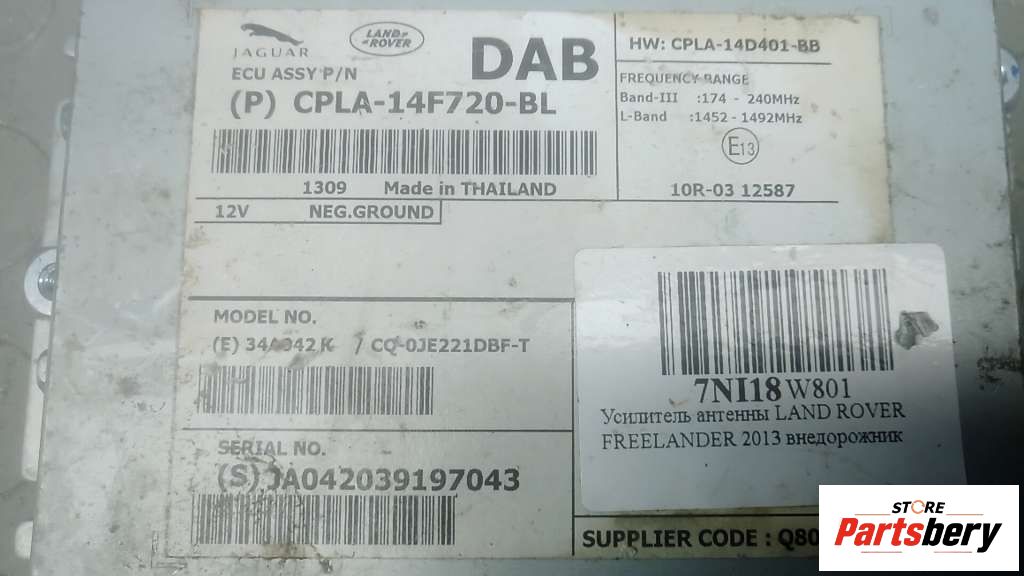 JAGUAR
LAND ROVER
DAB
ECU ASSY P/N
(P) CPLA-14F720-BL
1309 Made in THAILAND
12V NEG.GROUND
HW: CPLA-14D401-BB
FREQUENCY RANGE
Band-III :174 - 240MHz
L-Band :1452 - 1492MHz
E13
10R-03 12587
MODEL NO.
(E) / CQ-0JE221DBF-T
SERIAL NO.
(S) JA042039197043
7NI18 W801
Усилитель антенны LAND ROVER
FREELANDER 2013 внедорожник
SUPPLIER CODE :
STORE
Partsbery